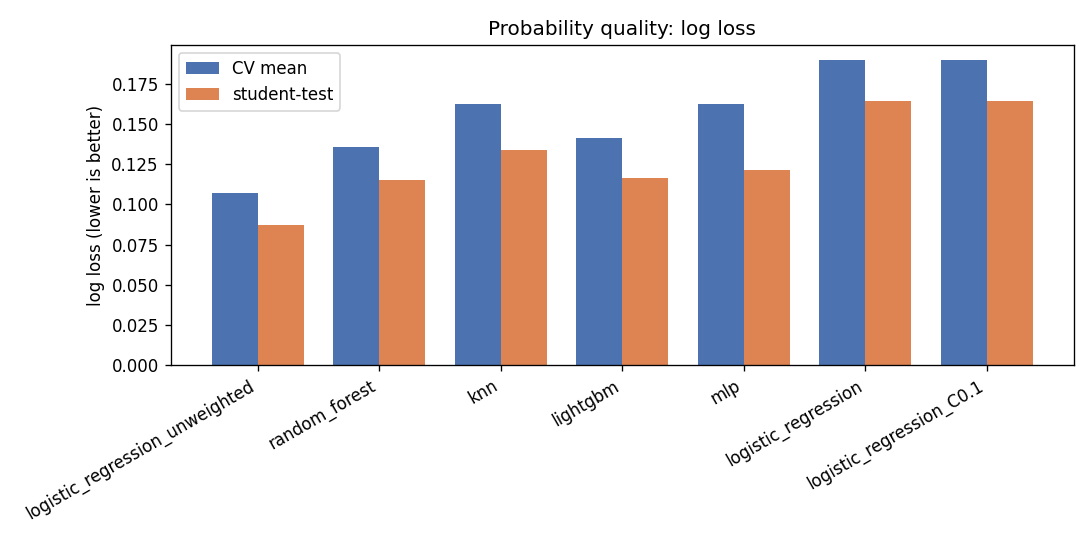 Probability quality: log loss
CV mean
student-test
log loss (lower is better)
0.175
0.150
0.125
0.100
0.075
0.050
0.025
0.000
logistic_regression_unweighted
random_forest
knn
lightgbm
mlp
logistic_regression
logistic_regression_C0.1